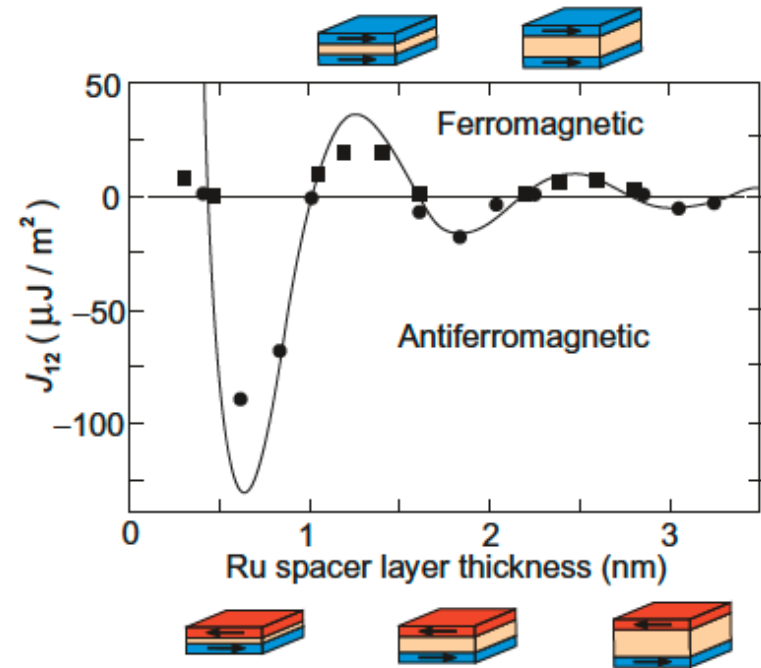 50
Ferromagnetic
0
J12 ( μJ / m² )
−50
Antiferromagnetic
−100
0 1 2 3
Ru spacer layer thickness (nm)